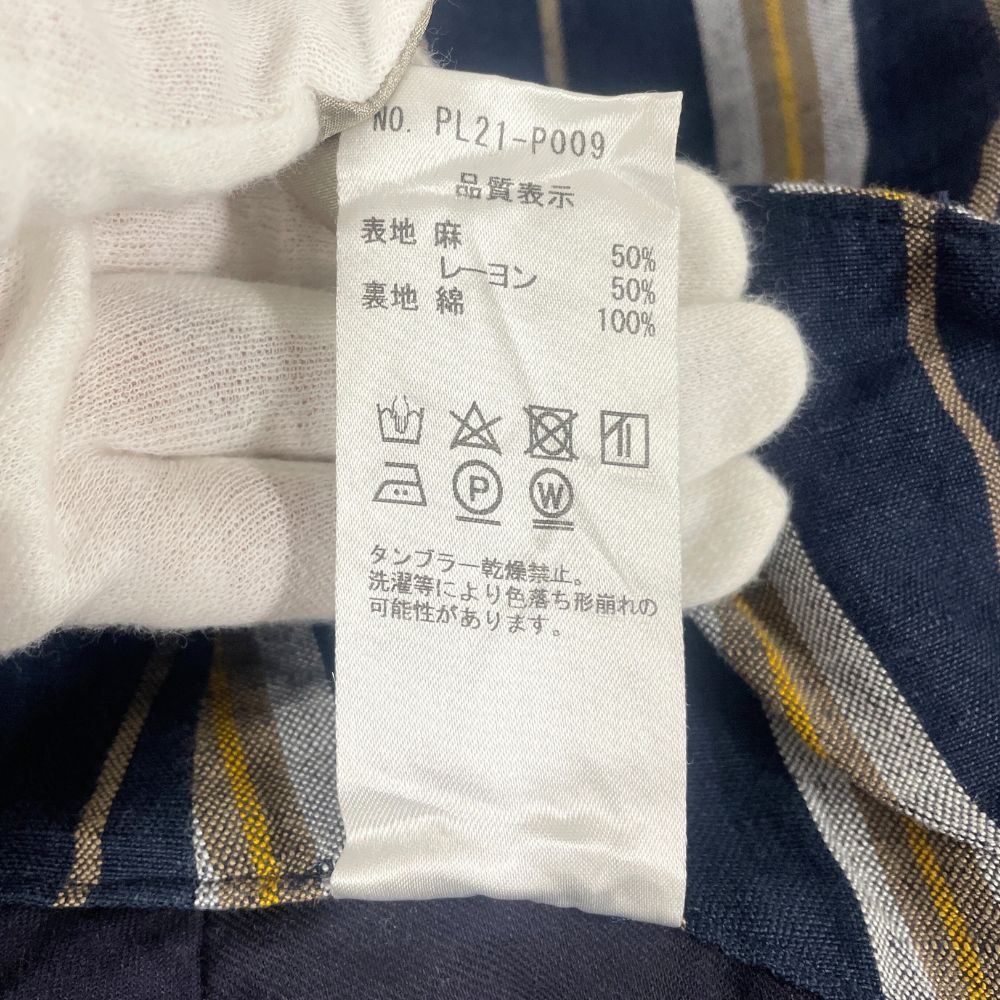 NO. PL21-P009
品質表示
表地 麻 50%
レーヨン 50%
裏地 綿 100%
P W
タンブラー乾燥禁止。
洗濯等により色落ち形崩れの
可能性があります。